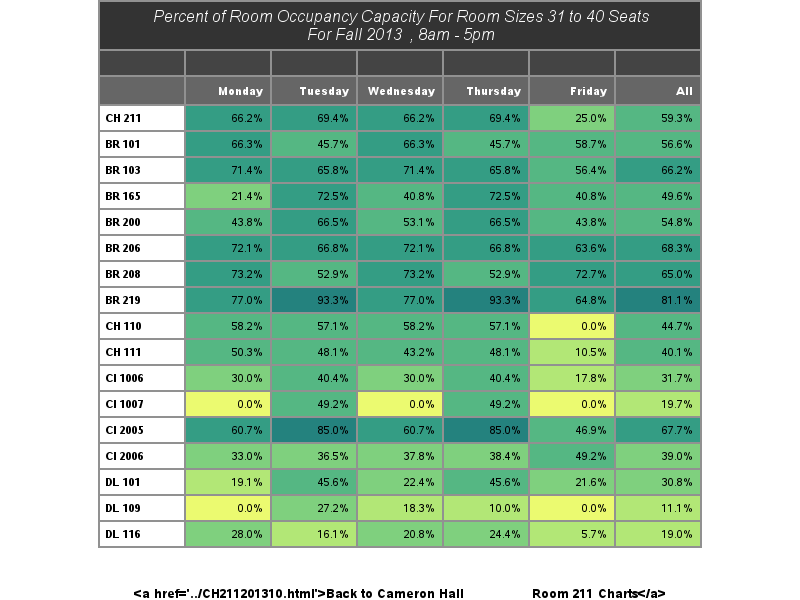 Percent of Room Occupancy Capacity For Room Sizes 31 to 40 Seats
For Fall 2013 , 8am - 5pm
Monday Tuesday Wednesday Thursday Friday All
CH 211 66.2% 69.4% 66.2% 69.4% 25.0% 59.3%
BR 101 66.3% 45.7% 66.3% 45.7% 58.7% 56.6%
BR 103 71.4% 65.8% 71.4% 65.8% 56.4% 66.2%
BR 165 21.4% 72.5% 40.8% 72.5% 40.8% 49.6%
BR 200 43.8% 66.5% 53.1% 66.5% 43.8% 54.8%
BR 206 72.1% 66.8% 72.1% 66.8% 63.6% 68.3%
BR 208 73.2% 52.9% 73.2% 52.9% 72.7% 65.0%
BR 219 77.0% 93.3% 77.0% 93.3% 64.8% 81.1%
CH 110 58.2% 57.1% 58.2% 57.1% 0.0% 44.7%
CH 111 50.3% 48.1% 43.2% 48.1% 10.5% 40.1%
CI 1006 30.0% 40.4% 30.0% 40.4% 17.8% 31.7%
CI 1007 0.0% 49.2% 0.0% 49.2% 0.0% 19.7%
CI 2005 60.7% 85.0% 60.7% 85.0% 46.9% 67.7%
CI 2006 33.0% 36.5% 37.8% 38.4% 49.2% 39.0%
DL 101 19.1% 45.6% 22.4% 45.6% 21.6% 30.8%
DL 109 0.0% 27.2% 18.3% 10.0% 0.0% 11.1%
DL 116 28.0% 16.1% 20.8% 24.4% 5.7% 19.0%
<a href='../CH211201310.html'>Back to Cameron Hall Room 211 Charts</a>